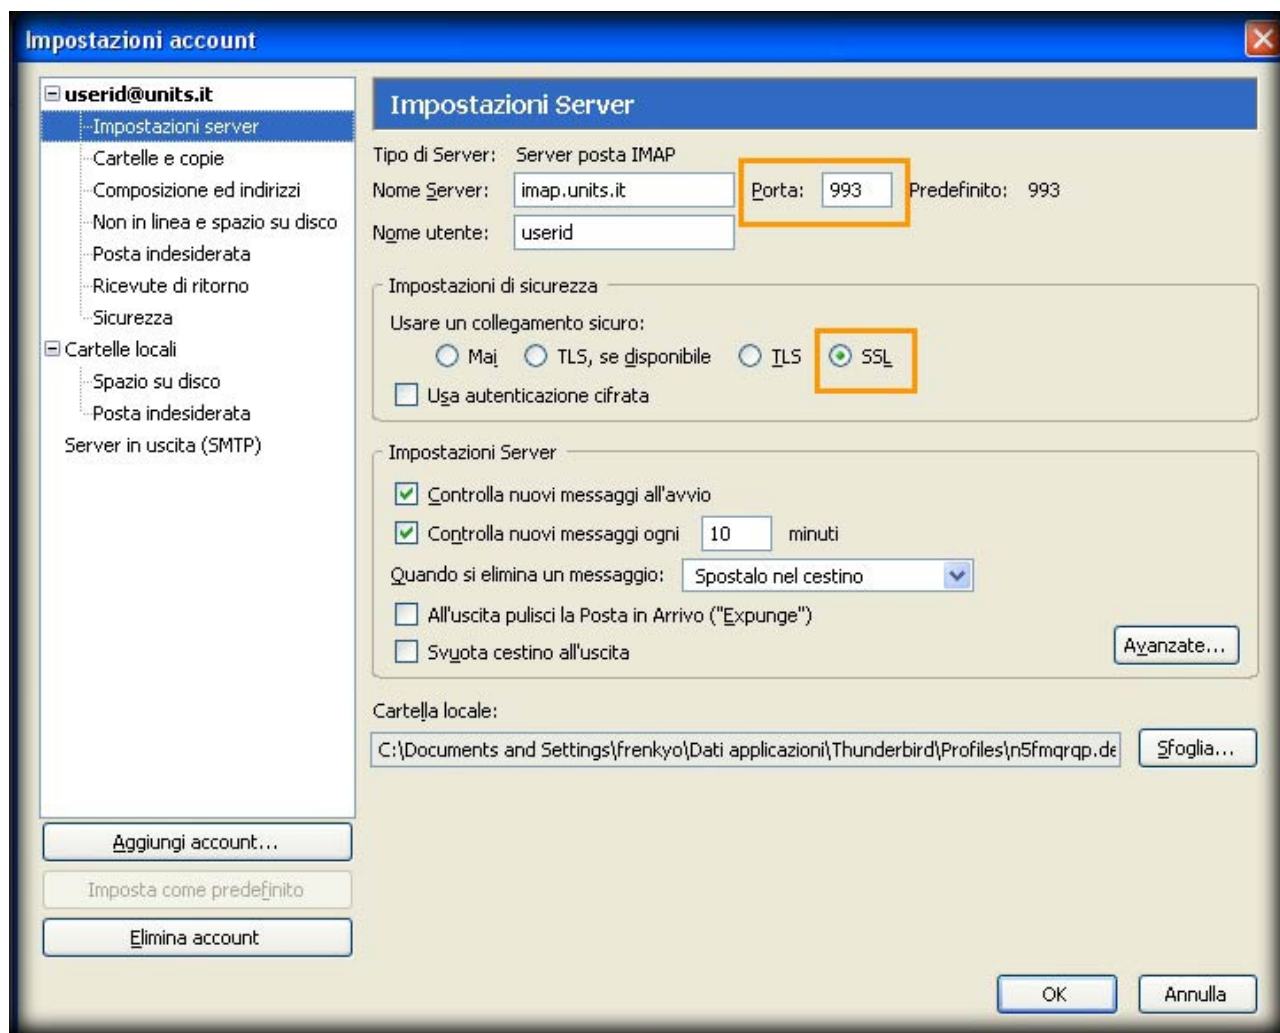 Impostazioni account
userid@units.it
Impostazioni server
Cartelle e copie
Composizione ed indirizzi
Non in linea e spazio su disco
Posta indesiderata
Ricevute di ritorno
Sicurezza
Cartelle locali
Spazio su disco
Posta indesiderata
Server in uscita (SMTP)
Aggiungi account...
Imposta come predefinito
Elimina account
Impostazioni Server
Tipo di Server: Server posta IMAP
Nome Server: imap.units.it Porta: 993 Predefinito: 993
Nome utente: userid
Impostazioni di sicurezza
Usare un collegamento sicuro:
Mai TLS, se disponibile TLS SSL
Usa autenticazione cifrata
Impostazioni Server
Controlla nuovi messaggi all'avvio
Controlla nuovi messaggi ogni 10 minuti
Quando si elimina un messaggio: Spostalo nel cestino
All'uscita pulisci la Posta in Arrivo ("Expunge")
Svuota cestino all'uscita
Avanzate...
Cartella locale:
C:\Documents and Settings\frenkyo\Dati applicazioni\Thunderbird\Profiles\n5fmqrqp.de Sfoglia...
OK Annulla